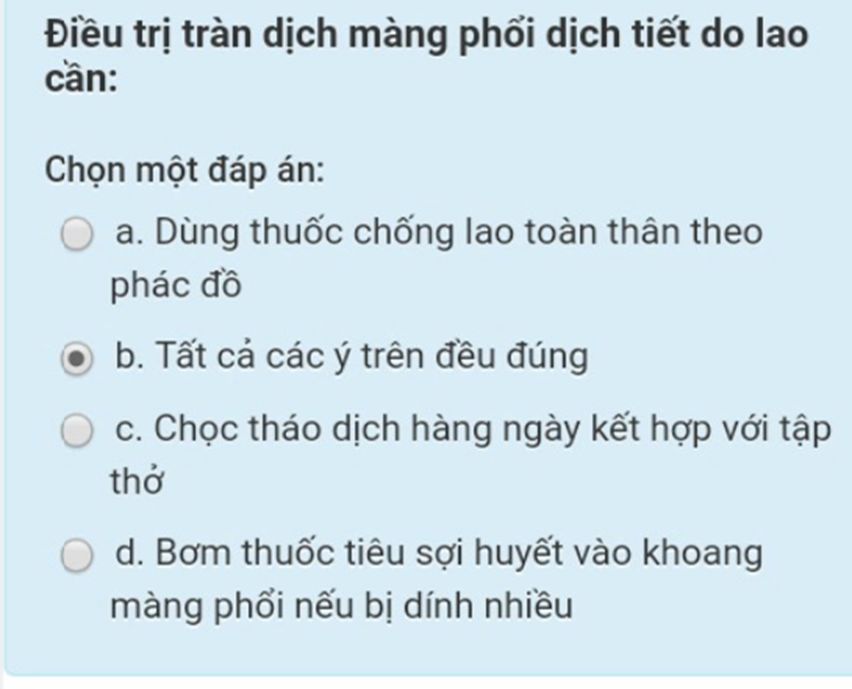 Điều trị tràn dịch màng phổi dịch tiết do lao
cần:
Chọn một đáp án:
a. Dùng thuốc chống lao toàn thân theo
phác đồ
b. Tất cả các ý trên đều đúng
c. Chọc tháo dịch hàng ngày kết hợp với tập
thở
d. Bơm thuốc tiêu sợi huyết vào khoang
màng phổi nếu bị dính nhiều